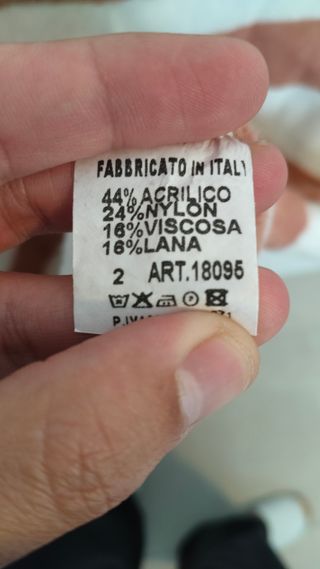 FABBRICATO IN ITALY
44% ACRILICO
24% NYLON
16% VISCOSA
16% LANA
2 ART.18095